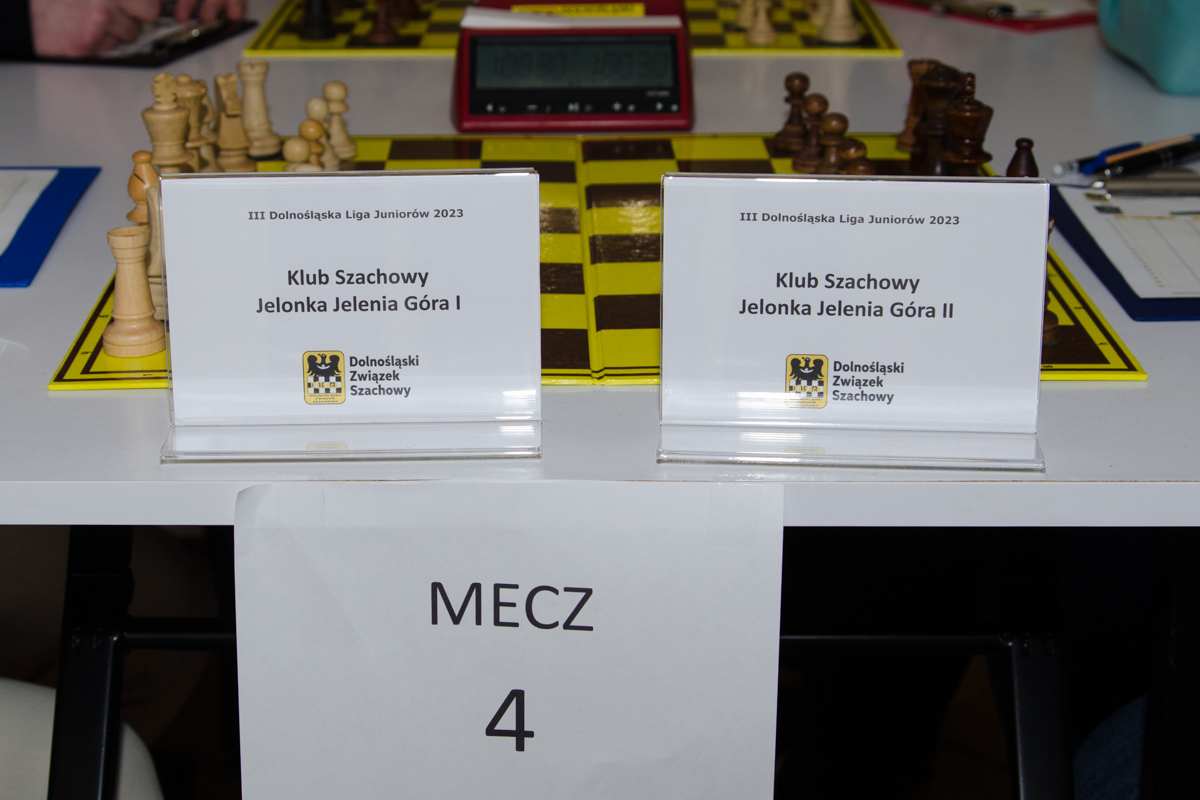 III Dolnośląska Liga Juniorów 2023
Klub Szachowy
Jelonka Jelenia Góra I
Dolnośląski
Związek
Szachowy
III Dolnośląska Liga Juniorów 2023
Klub Szachowy
Jelonka Jelenia Góra II
Dolnośląski
Związek
Szachowy
MECZ
4